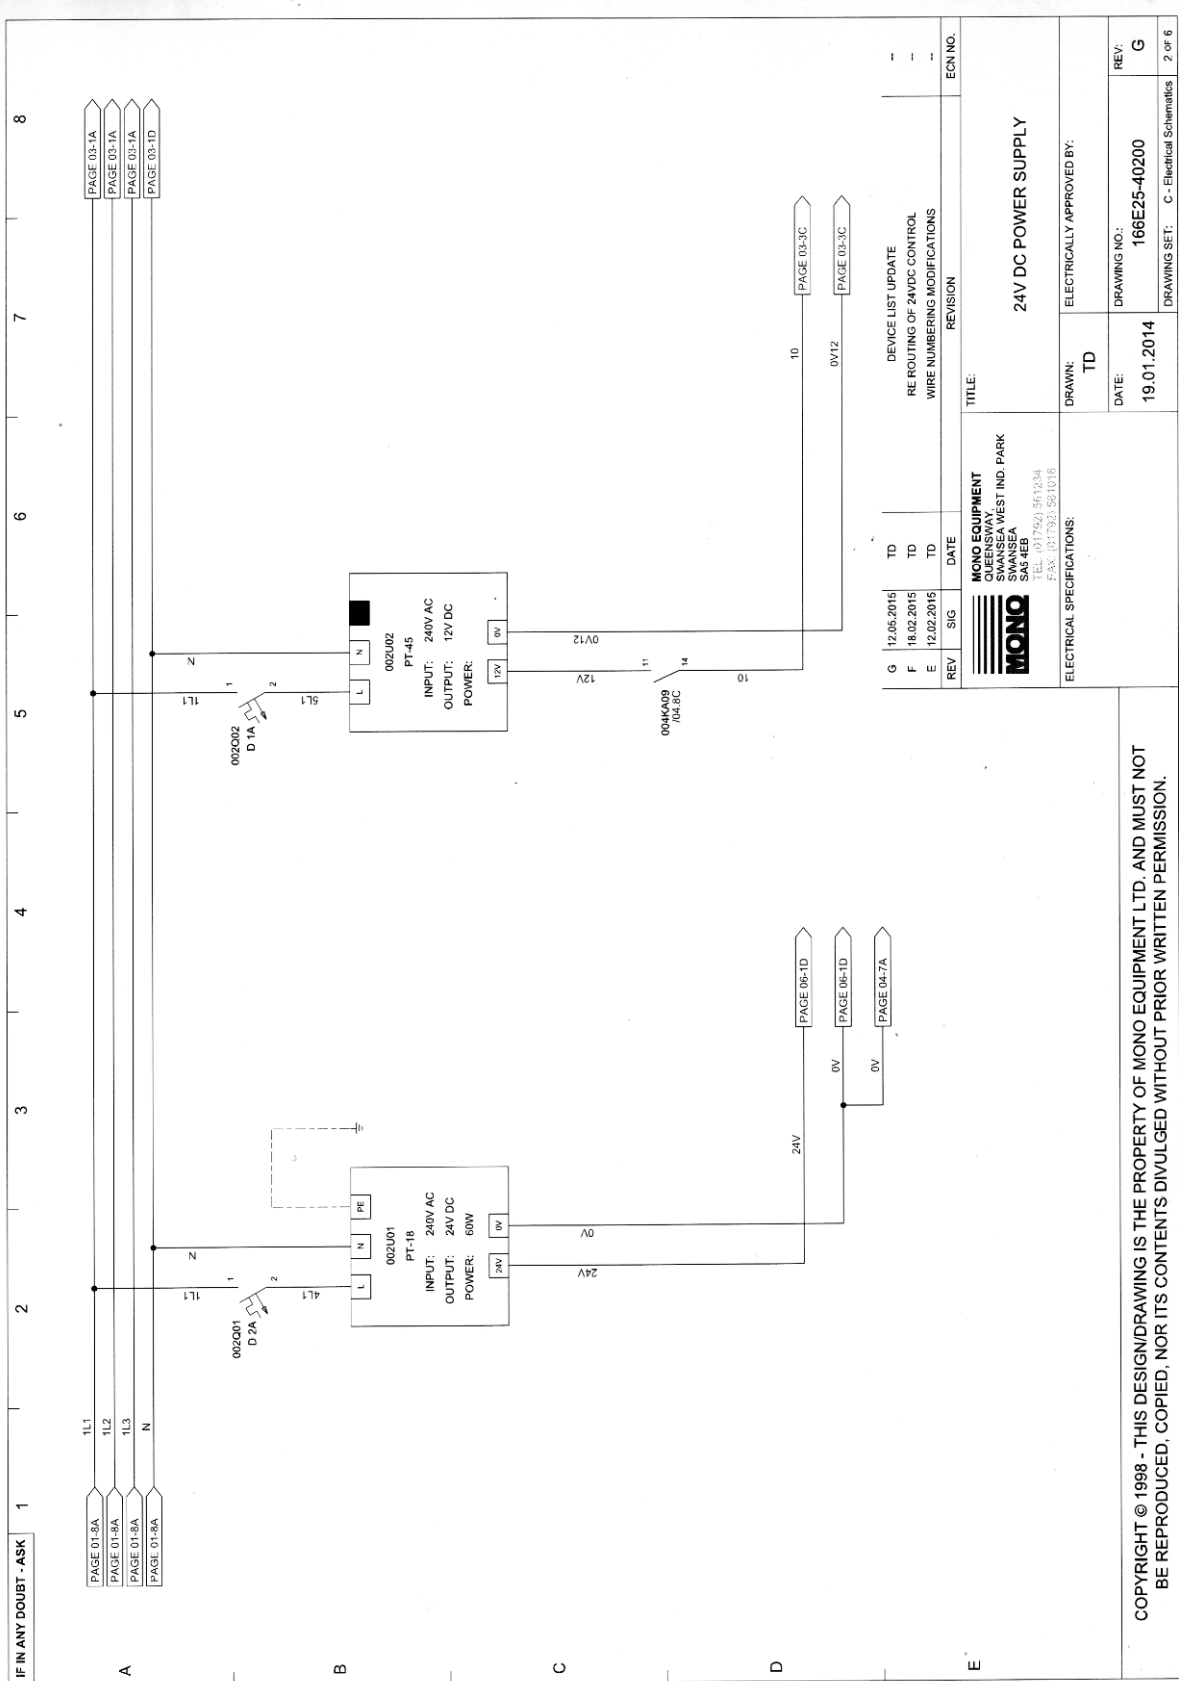 IF IN ANY DOUBT - ASK
1
2
3
4
5
6
7
8
A
B
C
D
E
PAGE 01-8A
PAGE 01-8A
PAGE 01-8A
PAGE 01-8A
1L1
1L2
1L3
N
PAGE 03-1A
PAGE 03-1A
PAGE 03-1A
PAGE 03-1D
1L1
N
002Q01
D 2A
1
2
4L1
L
N
PE
002U01
PT-18
INPUT: 240V AC
OUTPUT: 24V DC
POWER: 60W
24V
0V
24V
0V
24V
PAGE 06-1D
0V
PAGE 06-1D
0V
PAGE 04-7A
1L1
N
002Q02
D 1A
1
2
5L1
L
N
002U02
PT-45
INPUT: 240V AC
OUTPUT: 12V DC
POWER:
12V
0V
12V
0V12
004KA09
/04.8C
11
14
10
10
PAGE 03-3C
0V12
PAGE 03-3C
G 12.05.2015 TD DEVICE LIST UPDATE --
F 18.02.2015 TD RE ROUTING OF 24VDC CONTROL --
E 12.02.2015 TD WIRE NUMBERING MODIFICATIONS --
REV SIG DATE REVISION ECN NO.
MONO
MONO EQUIPMENT
QUEENSWAY,
SWANSEA WEST IND. PARK
SWANSEA
SA5 4EB
TEL: (01792) 561234
FAX: (01792) 561016
TITLE:
24V DC POWER SUPPLY
ELECTRICAL SPECIFICATIONS:
DRAWN:
TD
ELECTRICALLY APPROVED BY:
DATE:
19.01.2014
DRAWING NO.:
166E25-40200
REV:
G
DRAWING SET: C - Electrical Schematics
2 OF 6
COPYRIGHT © 1998 - THIS DESIGN/DRAWING IS THE PROPERTY OF MONO EQUIPMENT LTD. AND MUST NOT
BE REPRODUCED, COPIED, NOR ITS CONTENTS DIVULGED WITHOUT PRIOR WRITTEN PERMISSION.